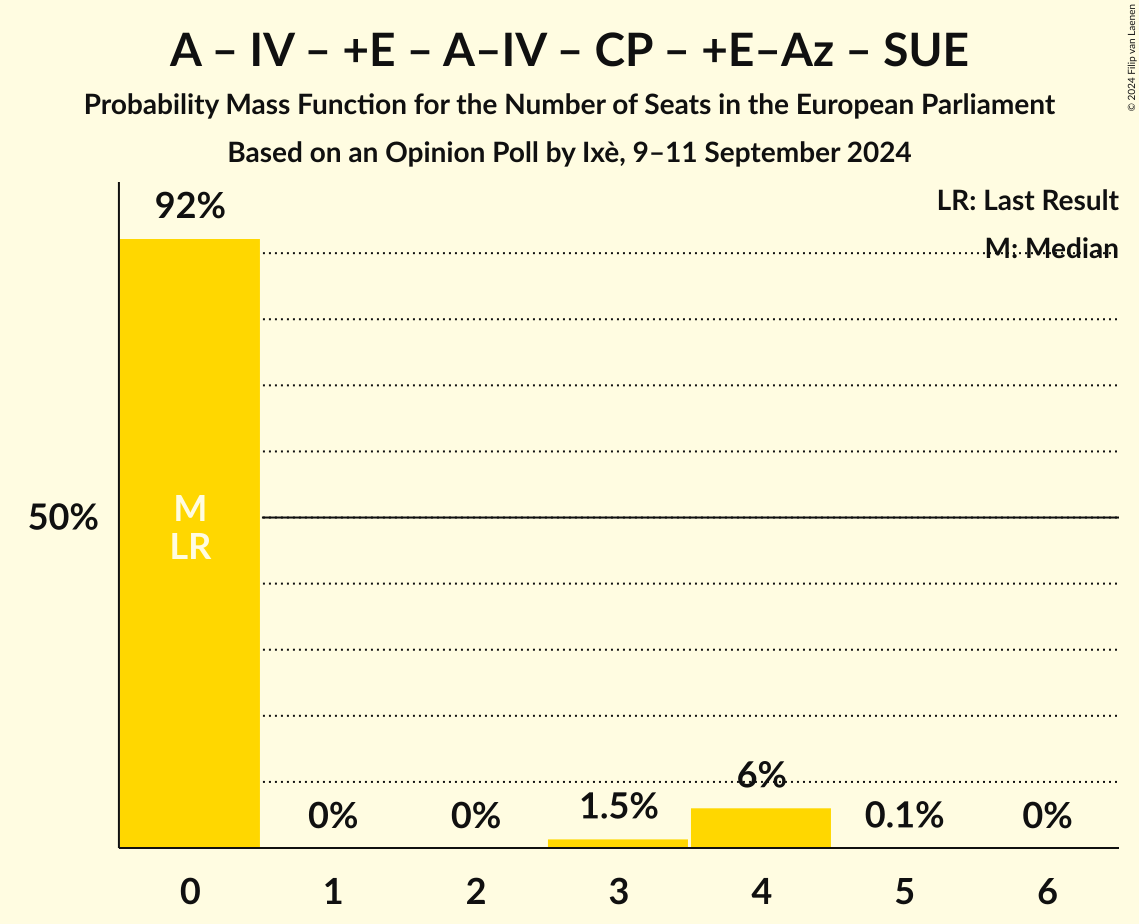 A – IV – +E – A–IV – CP – +E–Az – SUE
Probability Mass Function for the Number of Seats in the European Parliament
Based on an Opinion Poll by Ixè, 9–11 September 2024
© 2024 Filip van Laenen
LR: Last Result
M: Median
92%
50%
M
LR
0%
0%
1.5%
6%
0.1%
0%
0
1
2
3
4
5
6